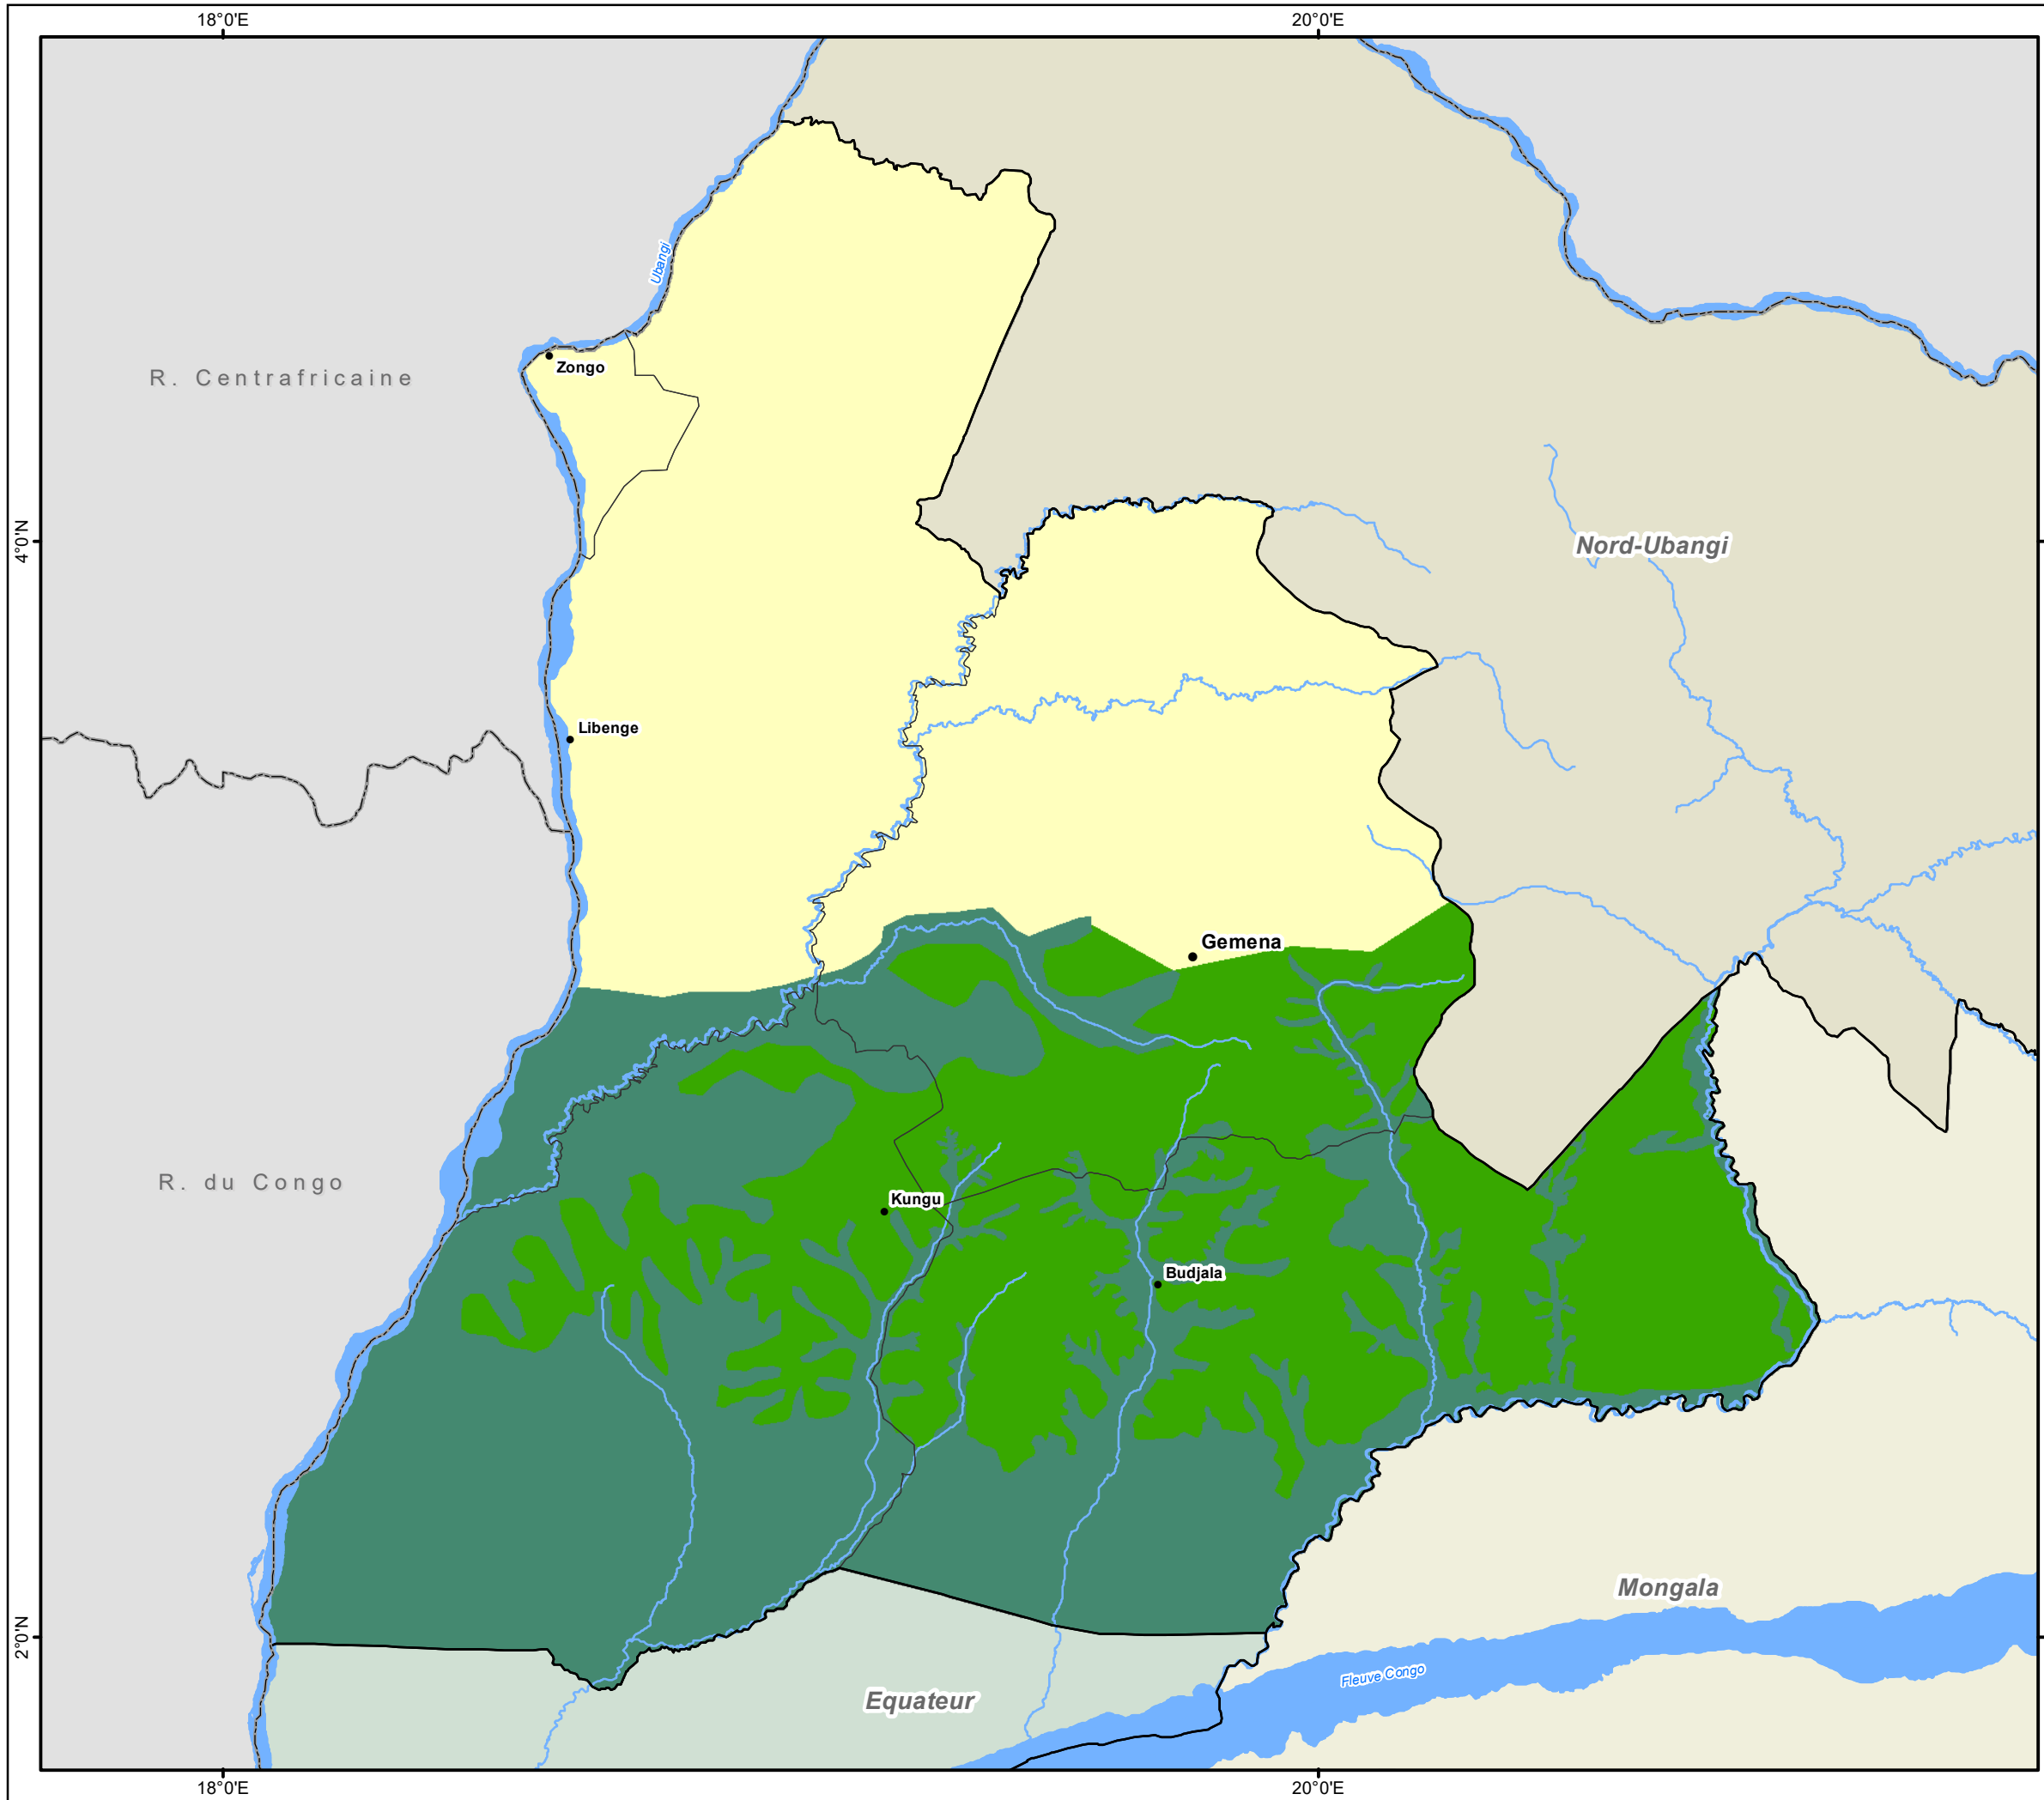 18°0'E
20°0'E
Ubangi
Zongo
R. Centrafricaine
4°0'N
Nord-Ubangi
Libenge
Gemena
R. du Congo
Kungu
Budjala
Mongala
2°0'N
Fleuve Congo
Equateur
18°0'E
20°0'E